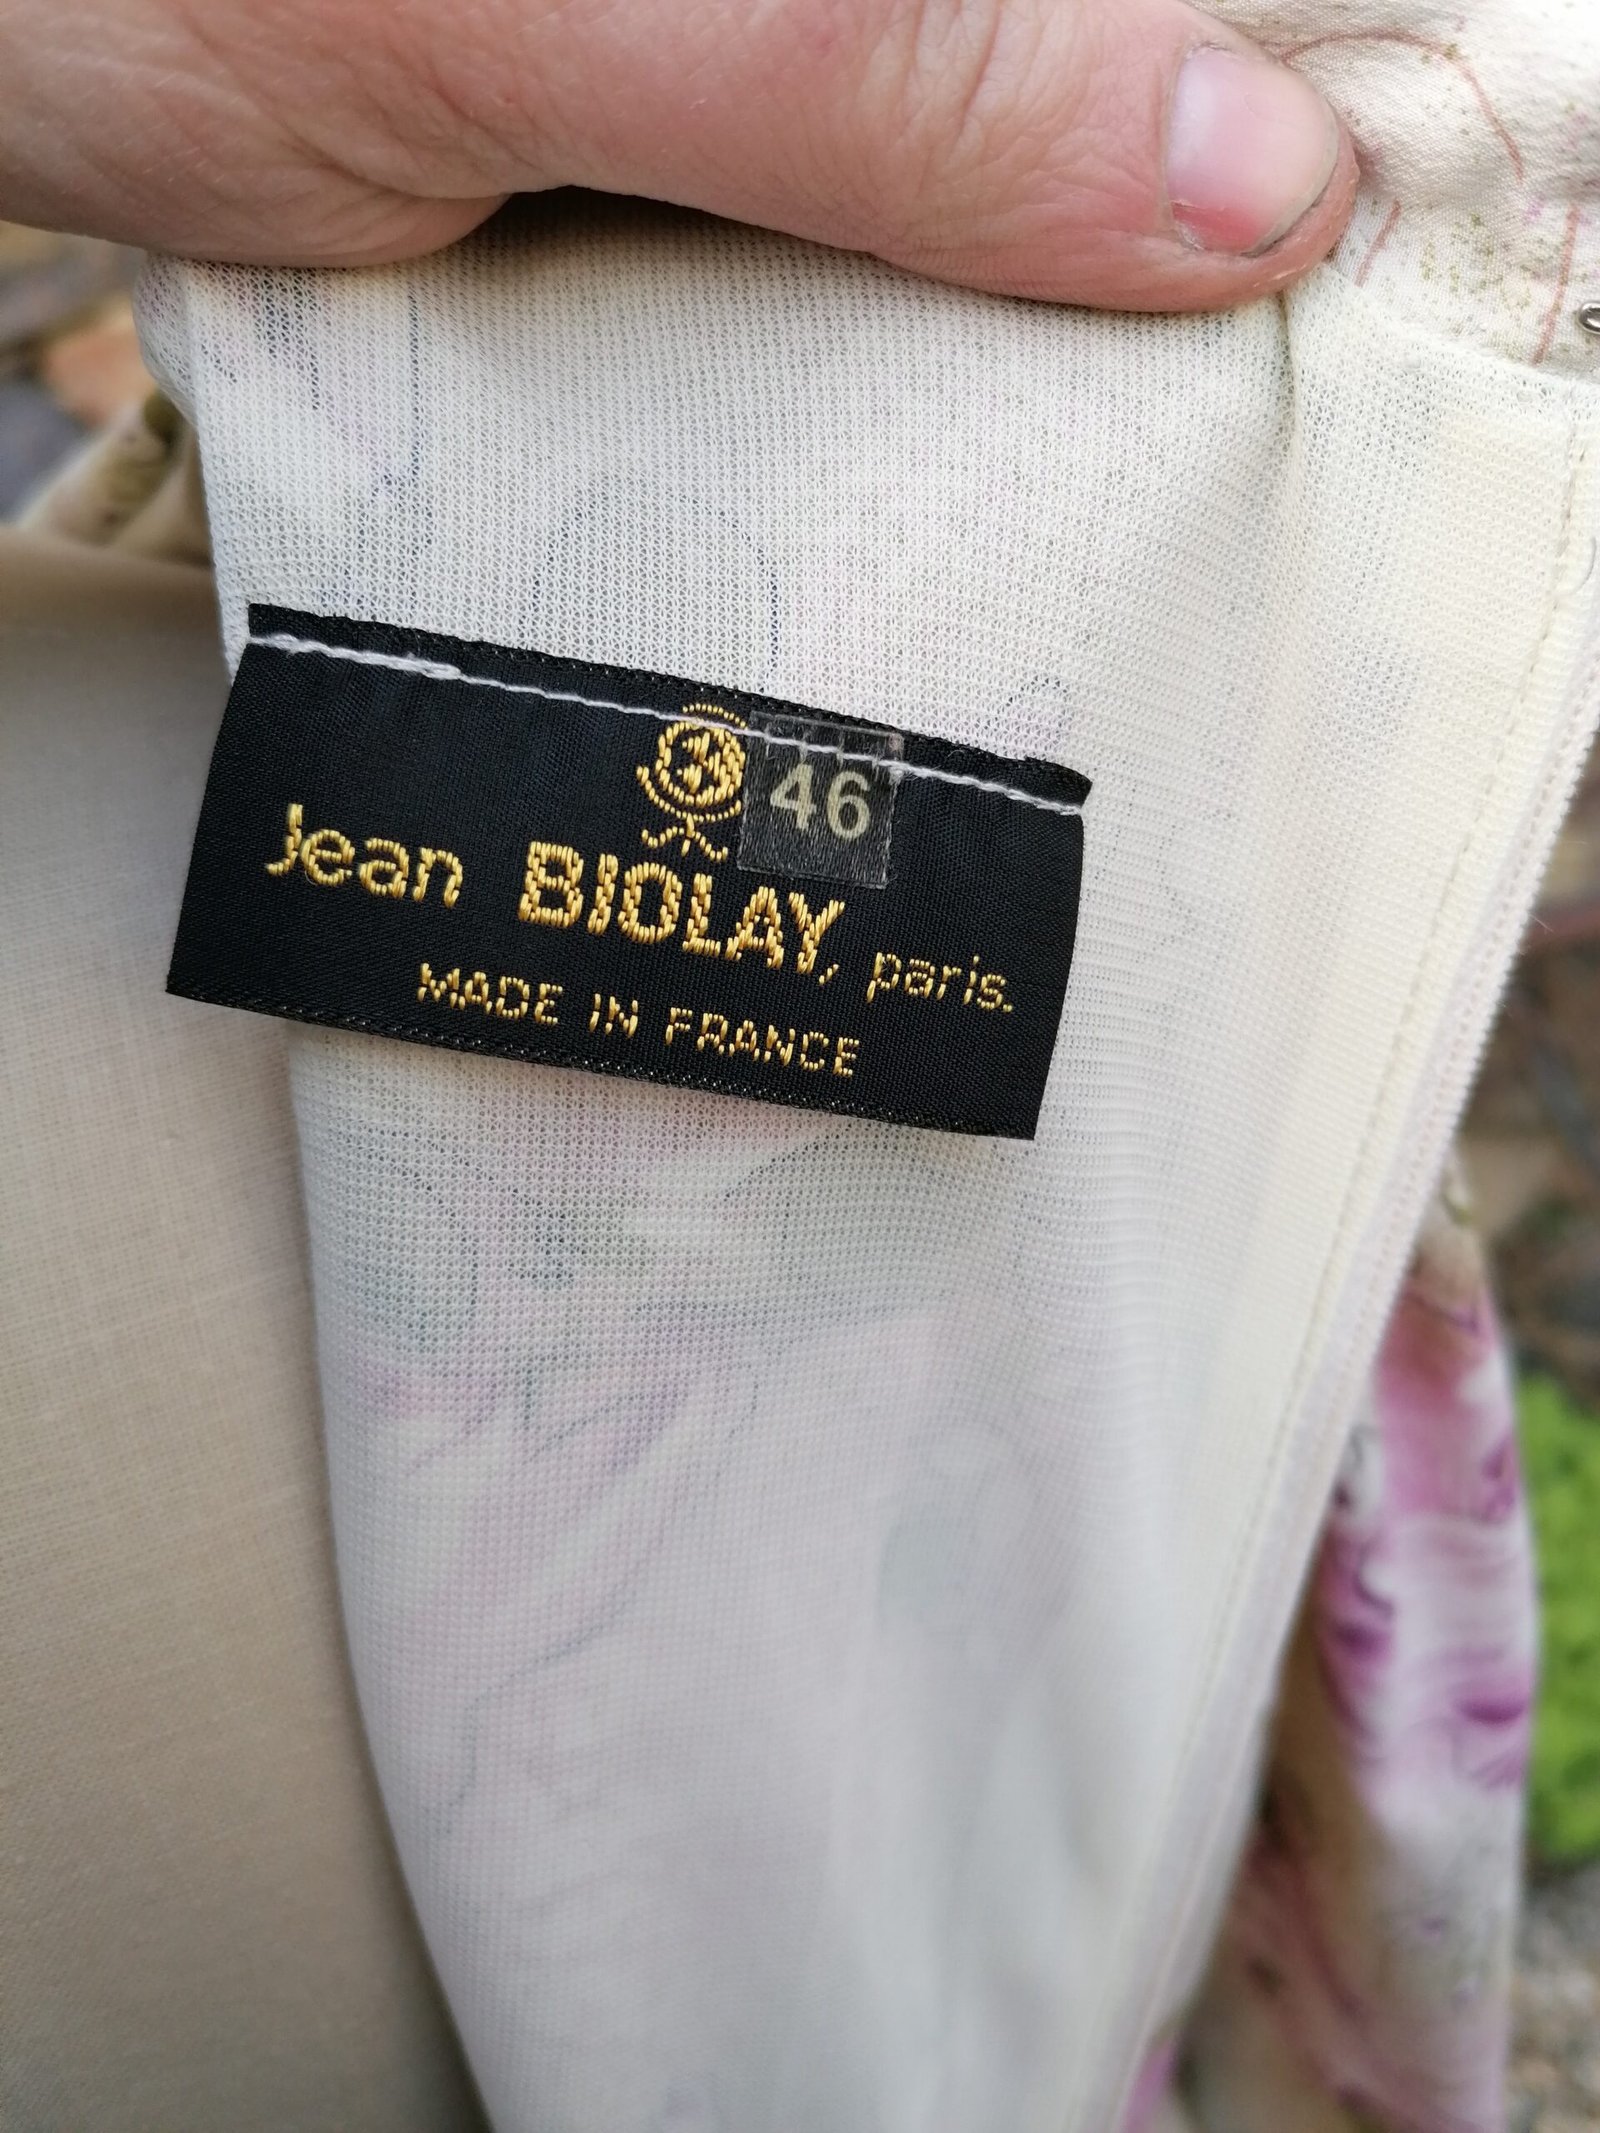 46
Jean BIOLAY, paris.
MADE IN FRANCE